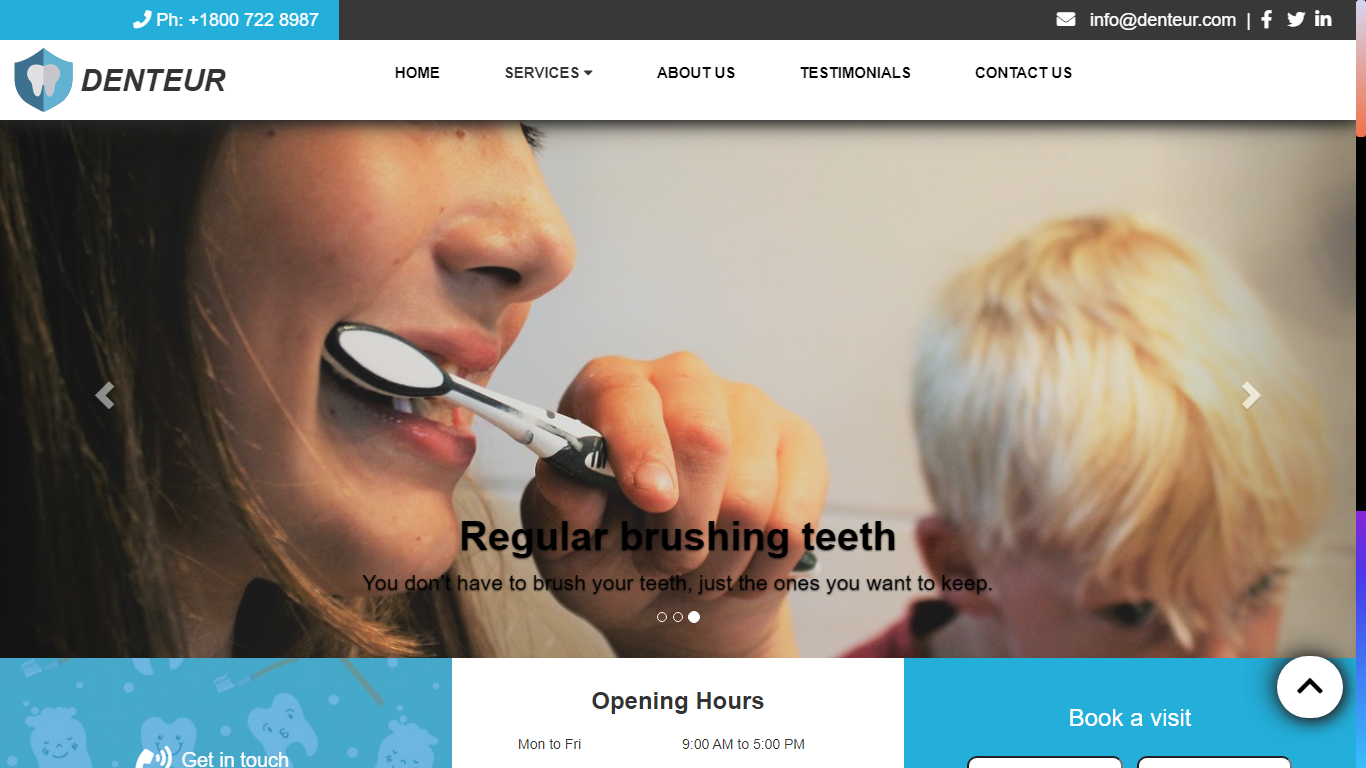 Ph: +1800 722 8987
info@denteur.com |
DENTEUR
HOME SERVICES ABOUT US TESTIMONIALS CONTACT US
Regular brushing teeth
You don't have to brush your teeth, just the ones you want to keep.
Get in touch
Opening Hours
Mon to Fri 9:00 AM to 5:00 PM
Book a visit